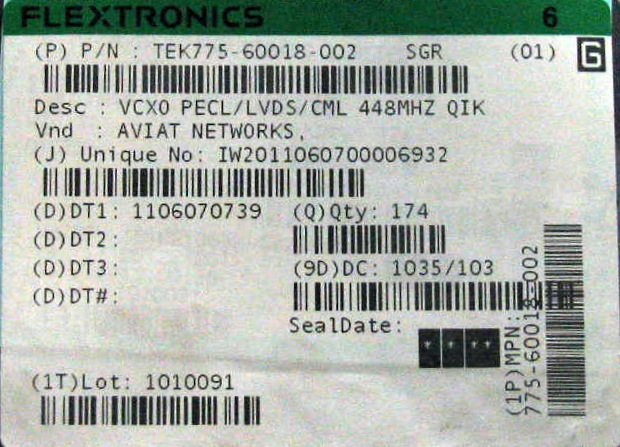 FLEXTRONICS 6
(P) P/N : TEK775-60018-002 SGR (01) G
Desc : VCXO PECL/LVDS/CML 448MHZ QIK
Vnd : AVIAT NETWORKS,
(J) Unique No: IW2011060700006932
(D)DT1: 1106070739 (Q)Qty: 174
(D)DT2:
(D)DT3: (9D)DC: 1035/103
(D)DT#:
SealDate: * * **
(1T)Lot: 1010091
(1P)MPN:
775-60018-002